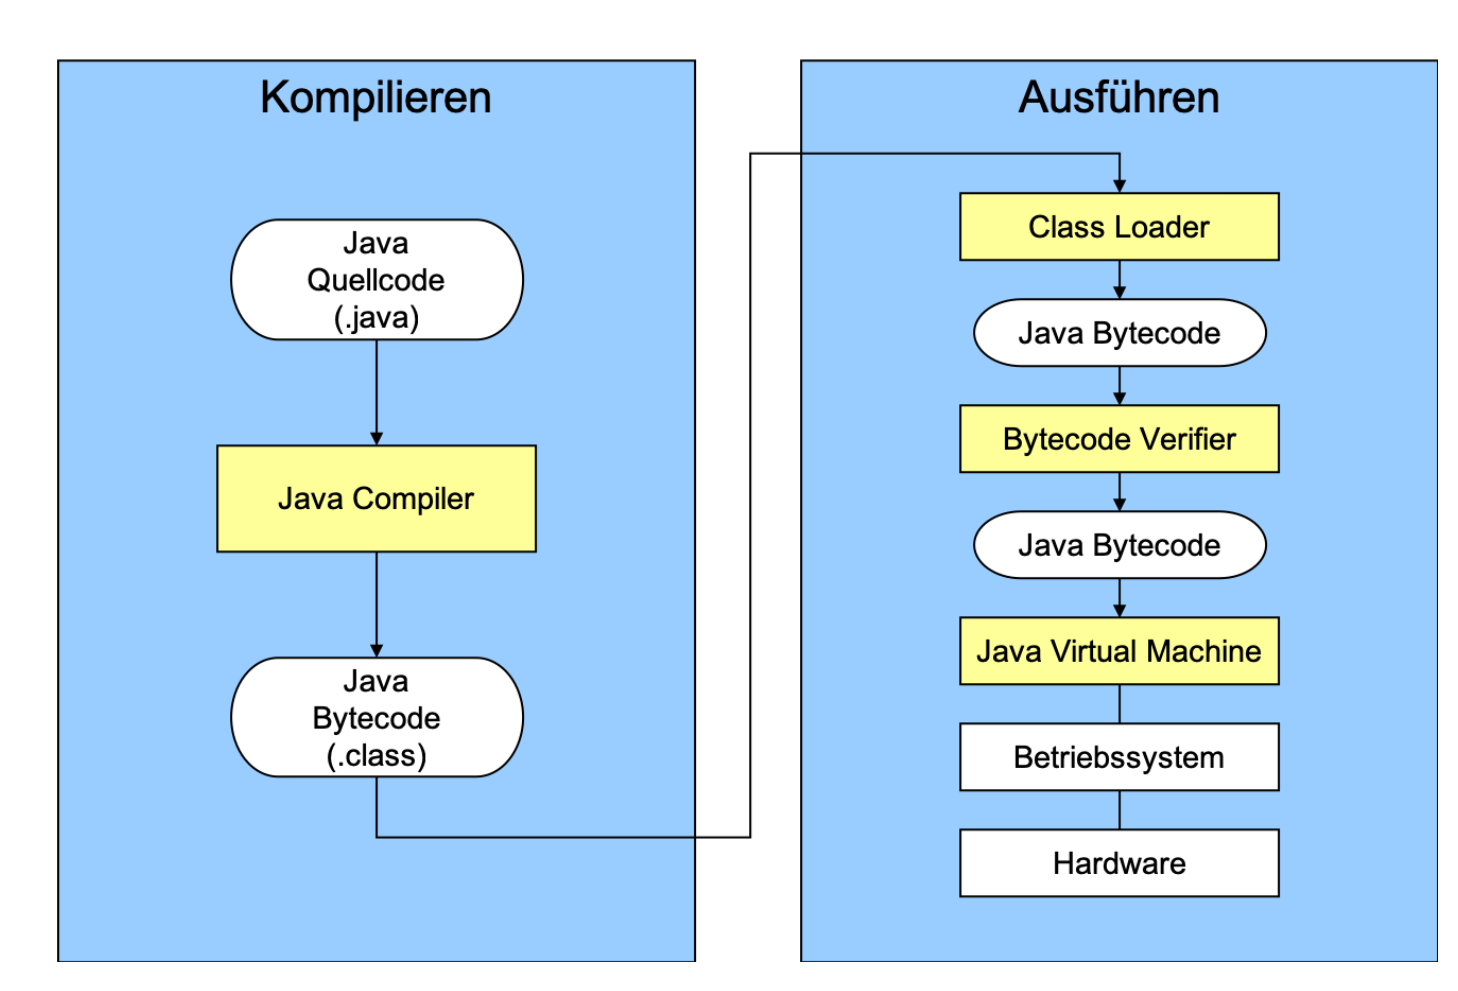 Kompilieren
Java
Quellcode
(.java)
Java Compiler
Java
Bytecode
(.class)
Ausführen
Class Loader
Java Bytecode
Bytecode Verifier
Java Bytecode
Java Virtual Machine
Betriebssystem
Hardware